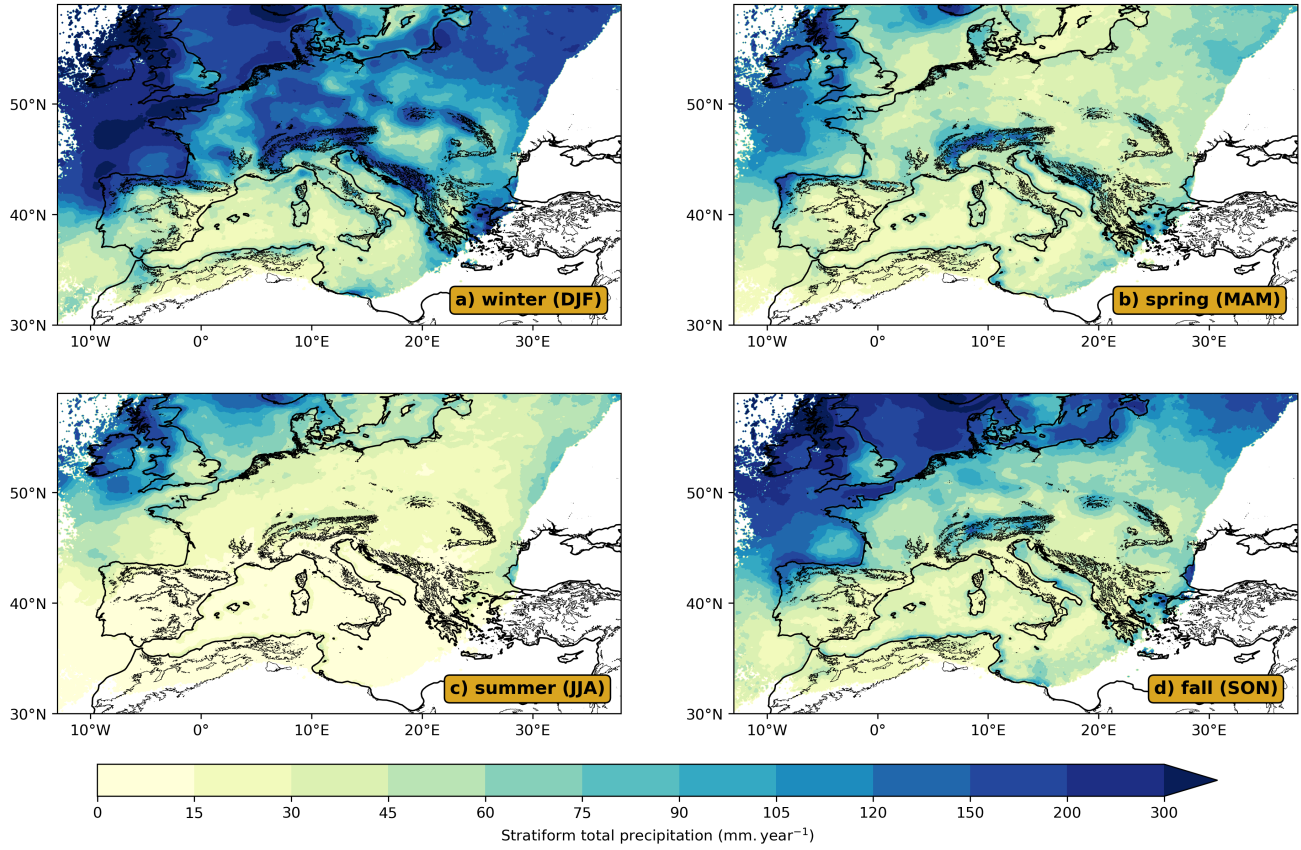 50°N
40°N
30°N
a) winter (DJF)
10°W 0° 10°E 20°E 30°E
50°N
40°N
30°N
b) spring (MAM)
10°W 0° 10°E 20°E 30°E
50°N
40°N
30°N
c) summer (JJA)
10°W 0° 10°E 20°E 30°E
50°N
40°N
30°N
d) fall (SON)
10°W 0° 10°E 20°E 30°E
0 15 30 45 60 75 90 105 120 150 200 300
Stratiform total precipitation (mm. year⁻¹)